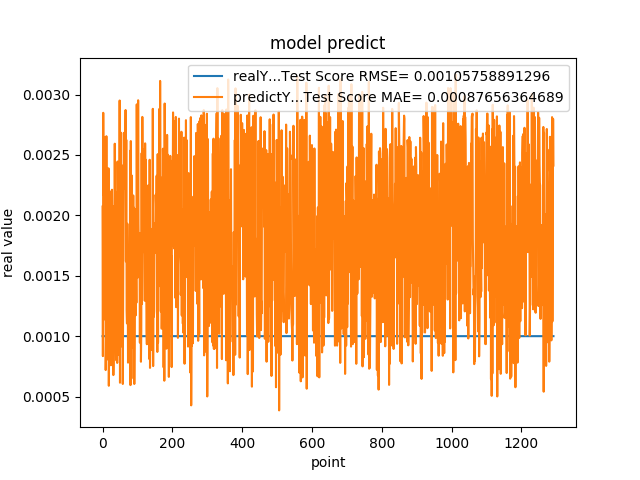 model predict
realY...Test Score RMSE= 0.00105758891296
predictY...Test Score MAE= 0.00087656364689
0.0030
0.0025
0.0020
0.0015
0.0010
0.0005
real value
0
200
400
600
800
1000
1200
point